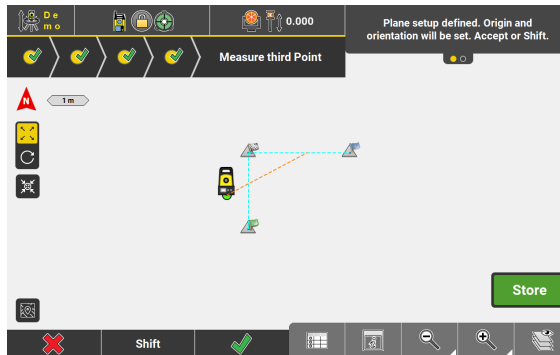 De
mo
0.000
Plane setup defined. Origin and
orientation will be set. Accept or Shift.
Measure third Point
N
1 m
Store
Shift